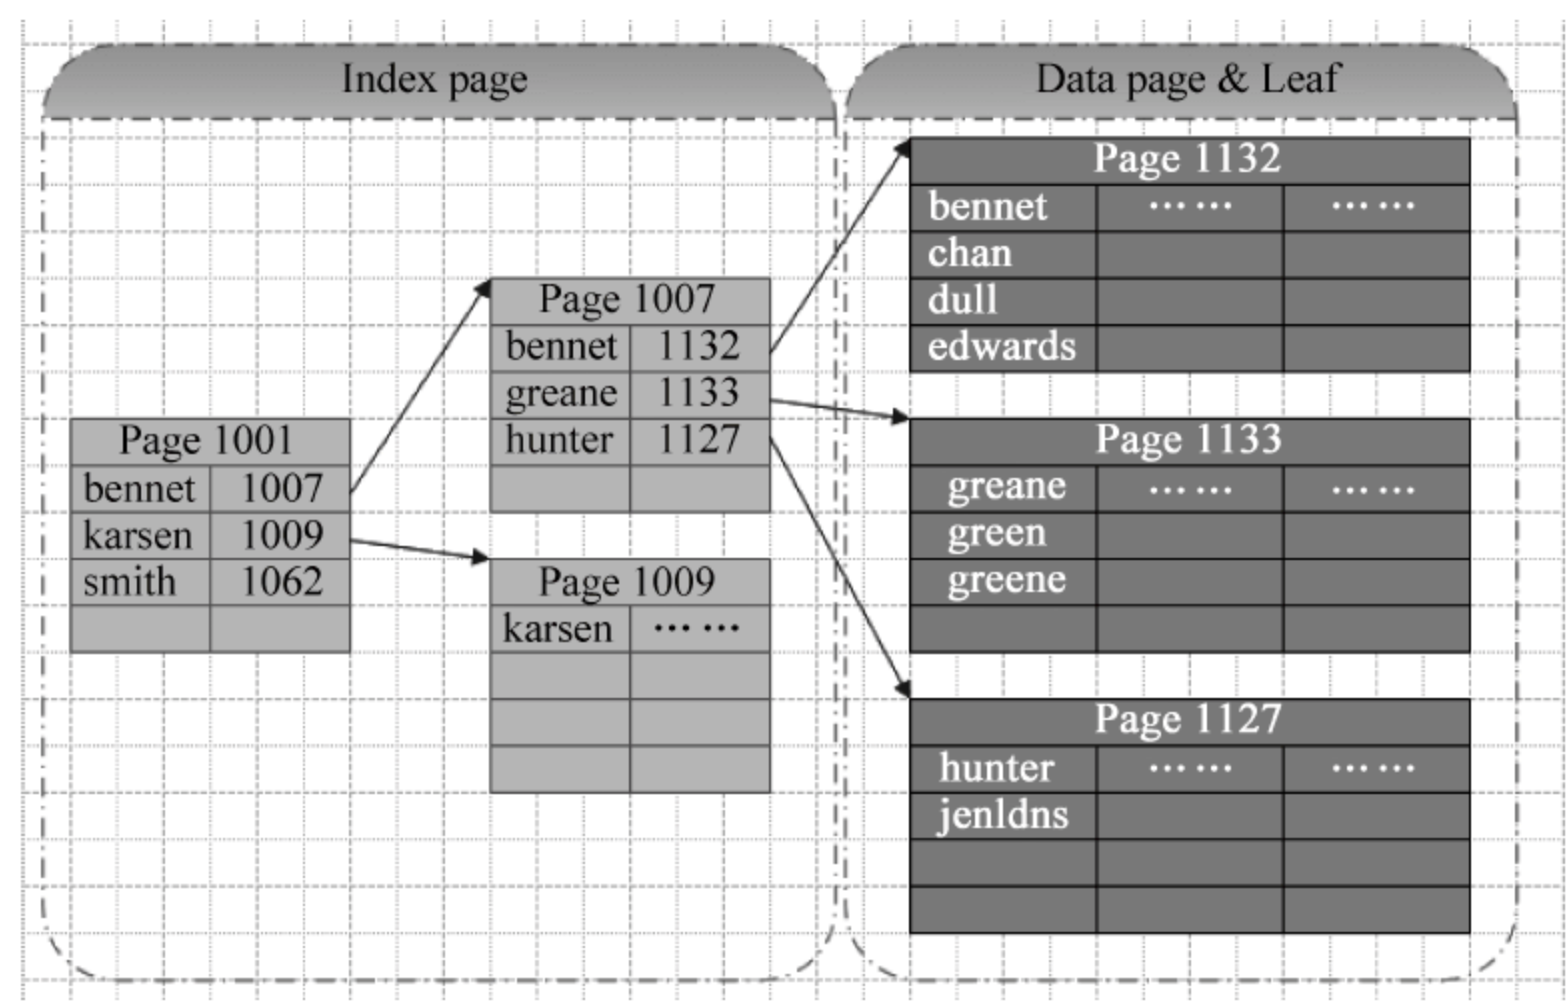 Index page
Page 1001
bennet 1007
karsen 1009
smith 1062
Page 1007
bennet 1132
greane 1133
hunter 1127
Page 1009
karsen ... ...
Data page & Leaf
Page 1132
bennet ... ... ... ...
chan
dull
edwards
Page 1133
greane ... ... ... ...
green
greene
Page 1127
hunter ... ... ... ...
jenldns